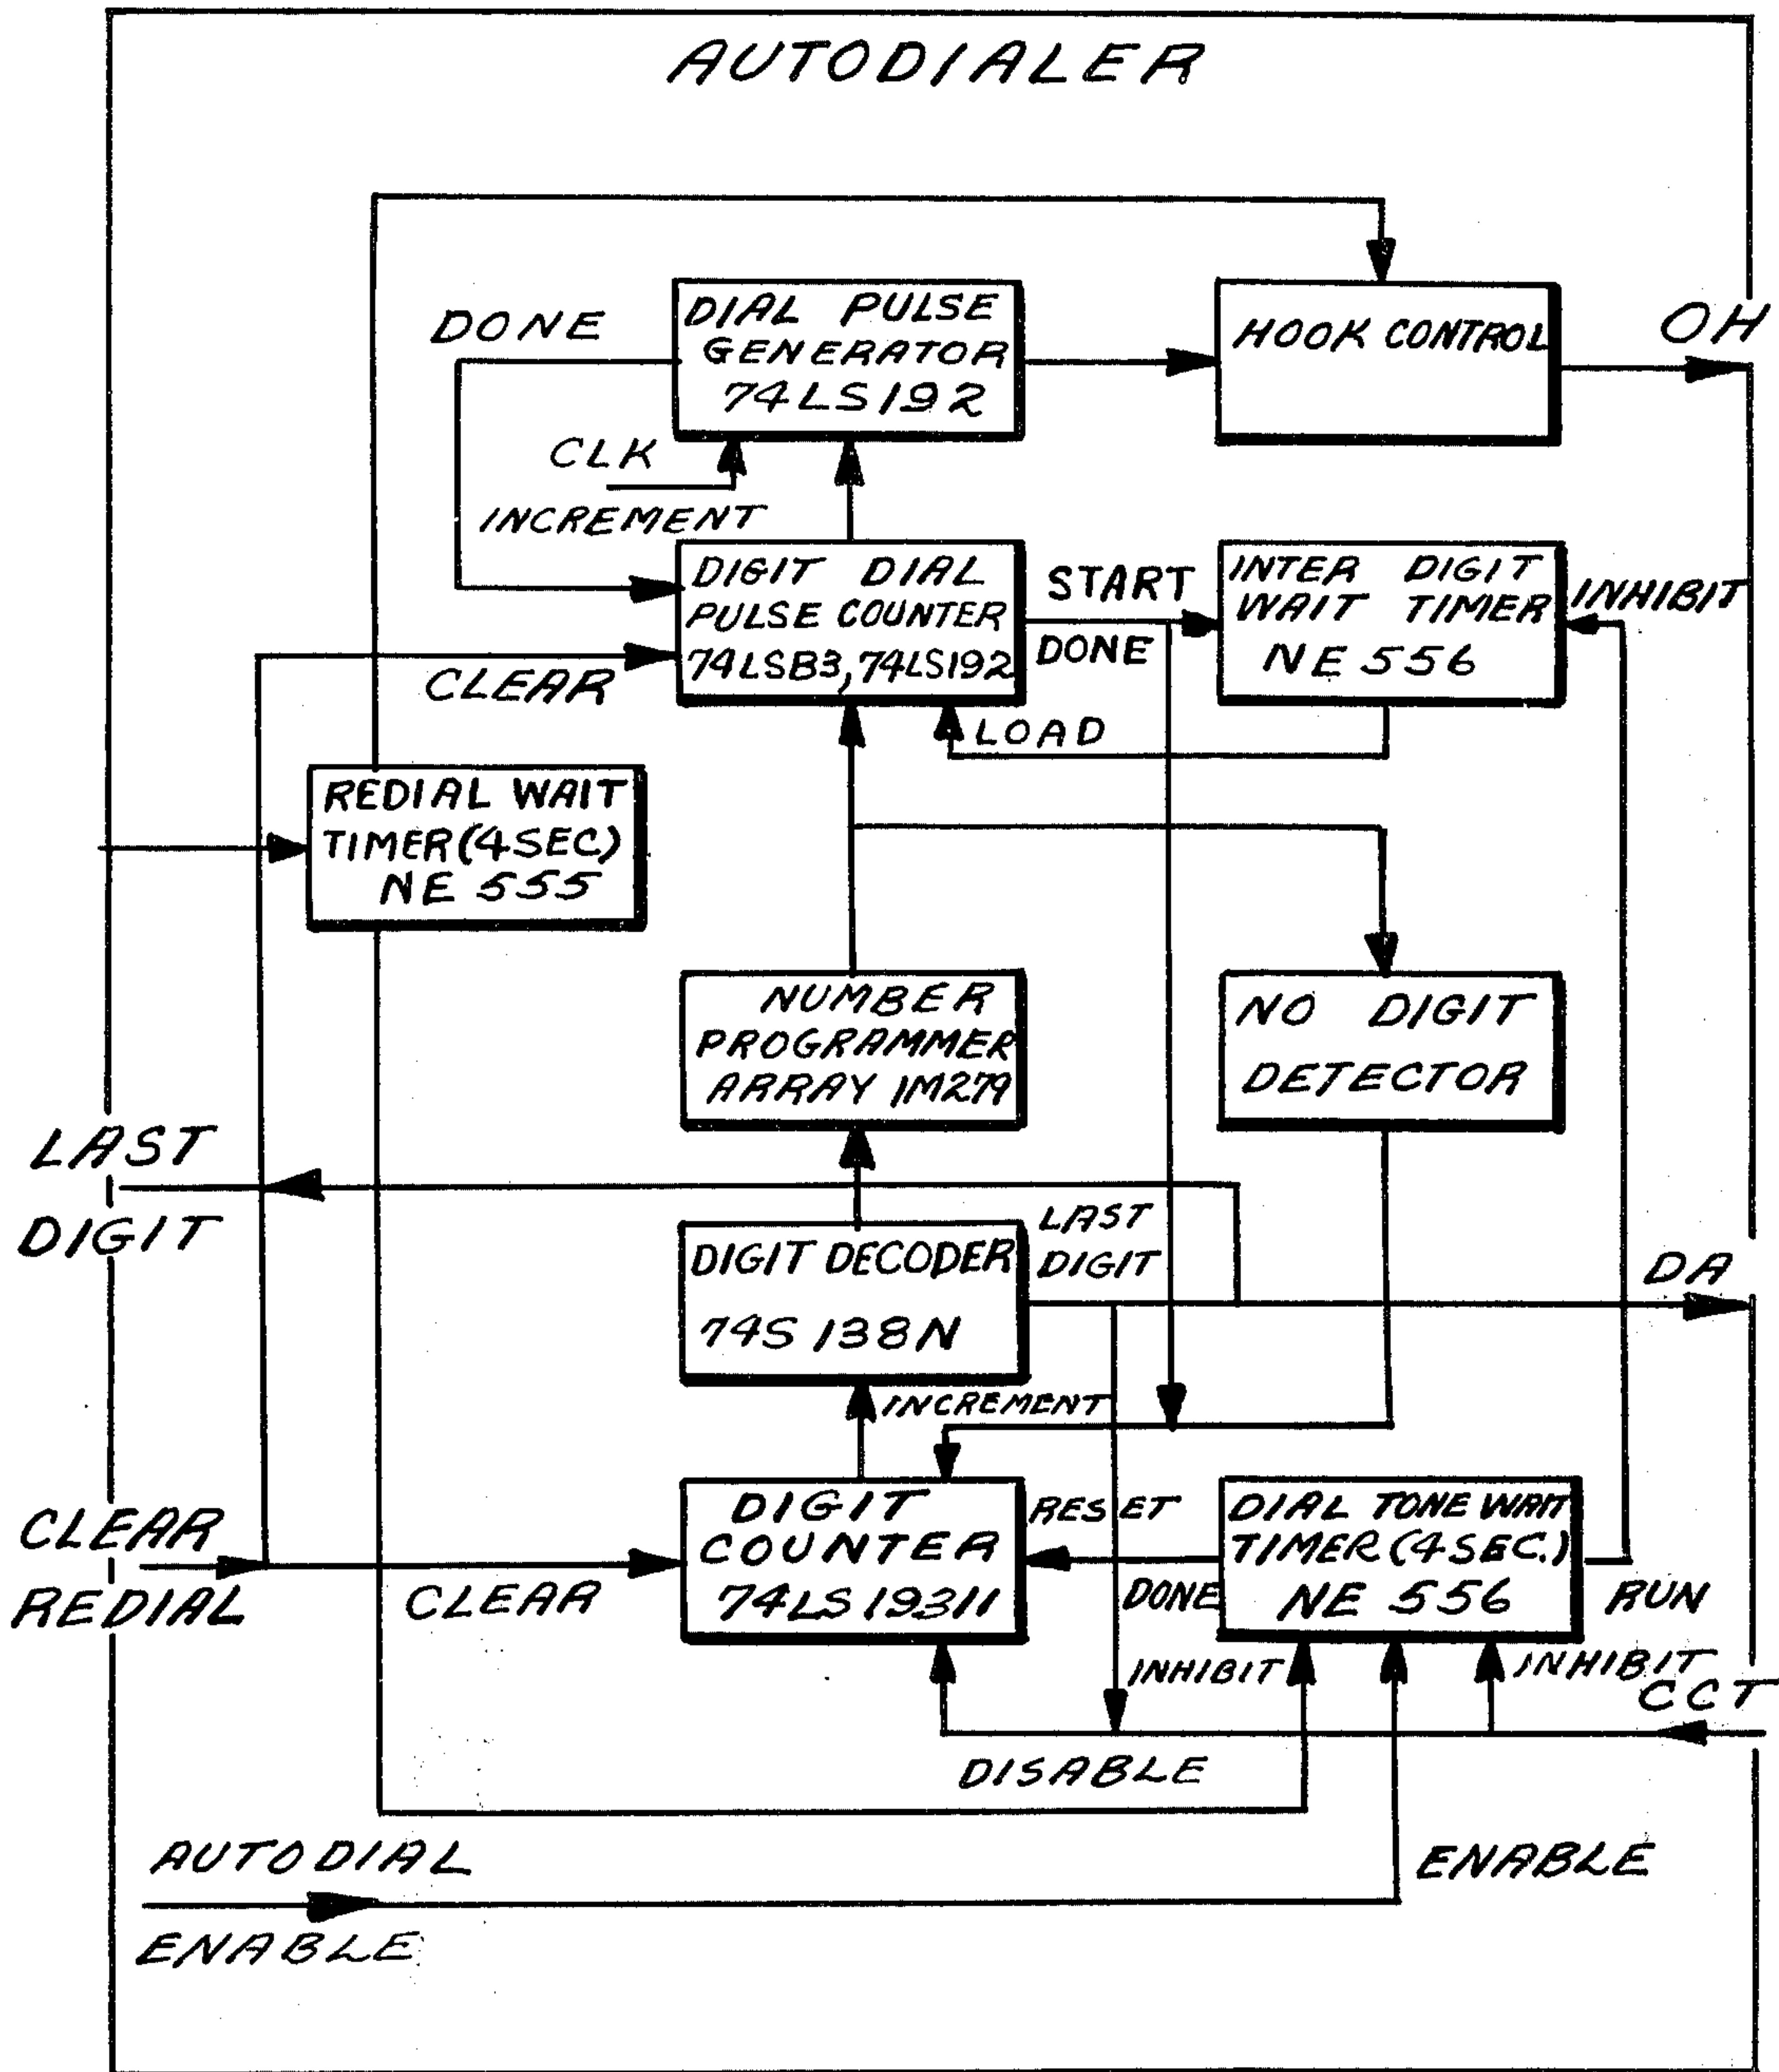 AUTODIALER
DONE
DIAL PULSE
GENERATOR
74LS192
HOOK CONTROL
OH
CLK
INCREMENT
DIGIT DIAL
PULSE COUNTER
74LSB3, 74LS192
START
DONE
INTER DIGIT
WAIT TIMER
NE 556
INHIBIT
CLEAR
LOAD
REDIAL WAIT
TIMER (4SEC.)
NE 555
NUMBER
PROGRAMMER
ARRAY IM279
NO DIGIT
DETECTOR
LAST
DIGIT
DIGIT DECODER
74S 138N
LAST
DIGIT
DA
INCREMENT
CLEAR
REDIAL
CLEAR
DIGIT
COUNTER
74LS19311
RESET
DONE
DIAL TONE WAIT
TIMER (4SEC.)
NE 556
RUN
INHIBIT
INHIBIT
CCT
DISABLE
AUTODIAL
ENABLE
ENABLE